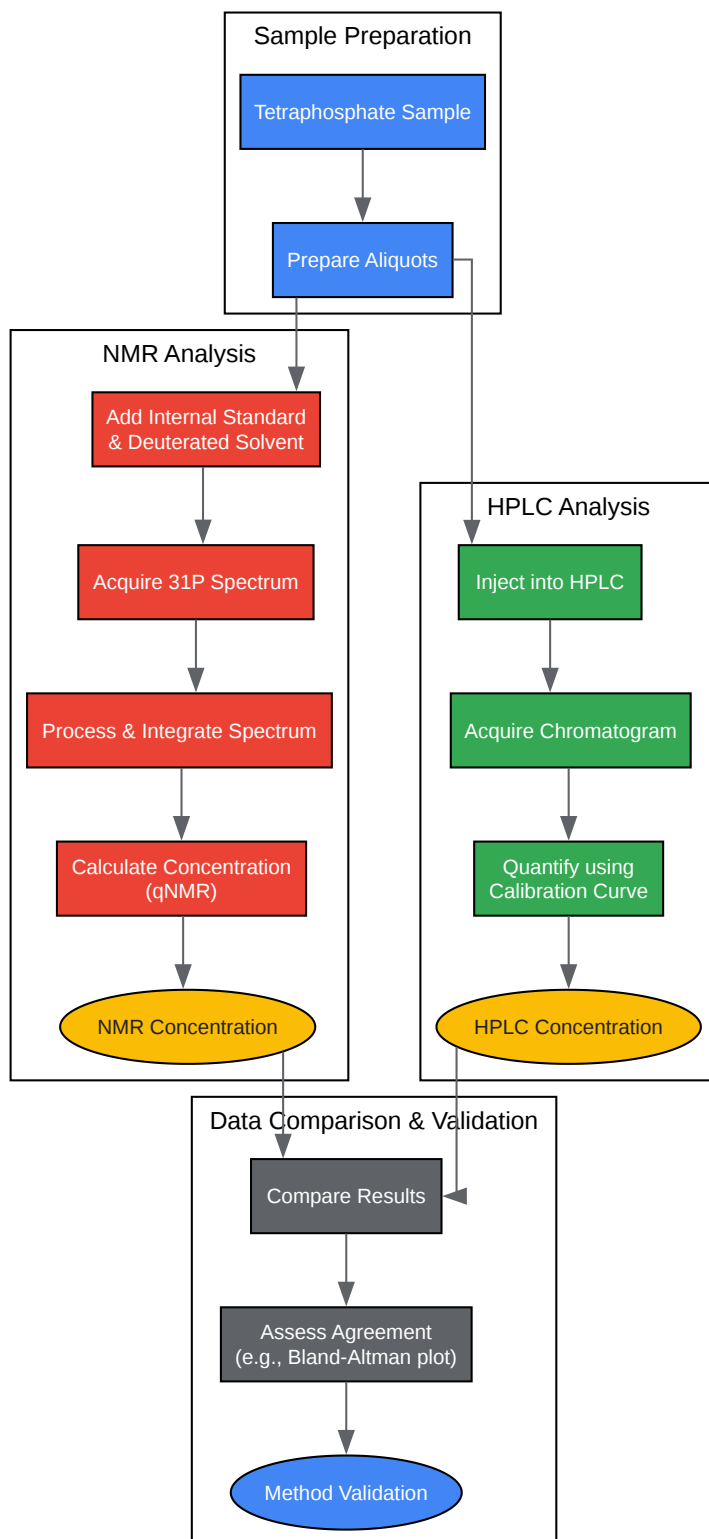 Sample Preparation
Tetraphosphate Sample
Prepare Aliquots
NMR Analysis
Add Internal Standard
& Deuterated Solvent
Acquire 31P Spectrum
Process & Integrate Spectrum
Calculate Concentration
(qNMR)
NMR Concentration
HPLC Analysis
Inject into HPLC
Acquire Chromatogram
Quantify using
Calibration Curve
HPLC Concentration
Data Comparison & Validation
Compare Results
Assess Agreement
(e.g., Bland-Altman plot)
Method Validation